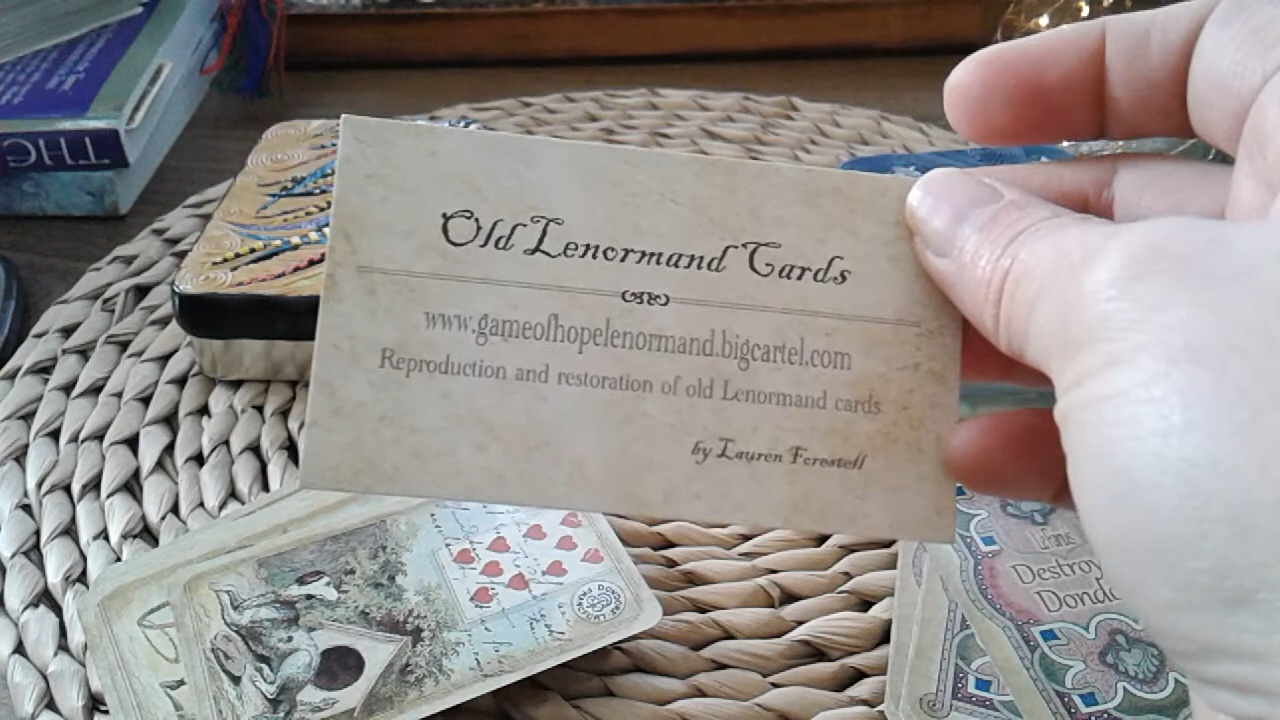 THE
Old Lenormand Cards
www.gameofhopelenormand.bigcartel.com
Reproduction and restoration of old Lenormand cards
by Lauren Forestell
Destroy
Dondo